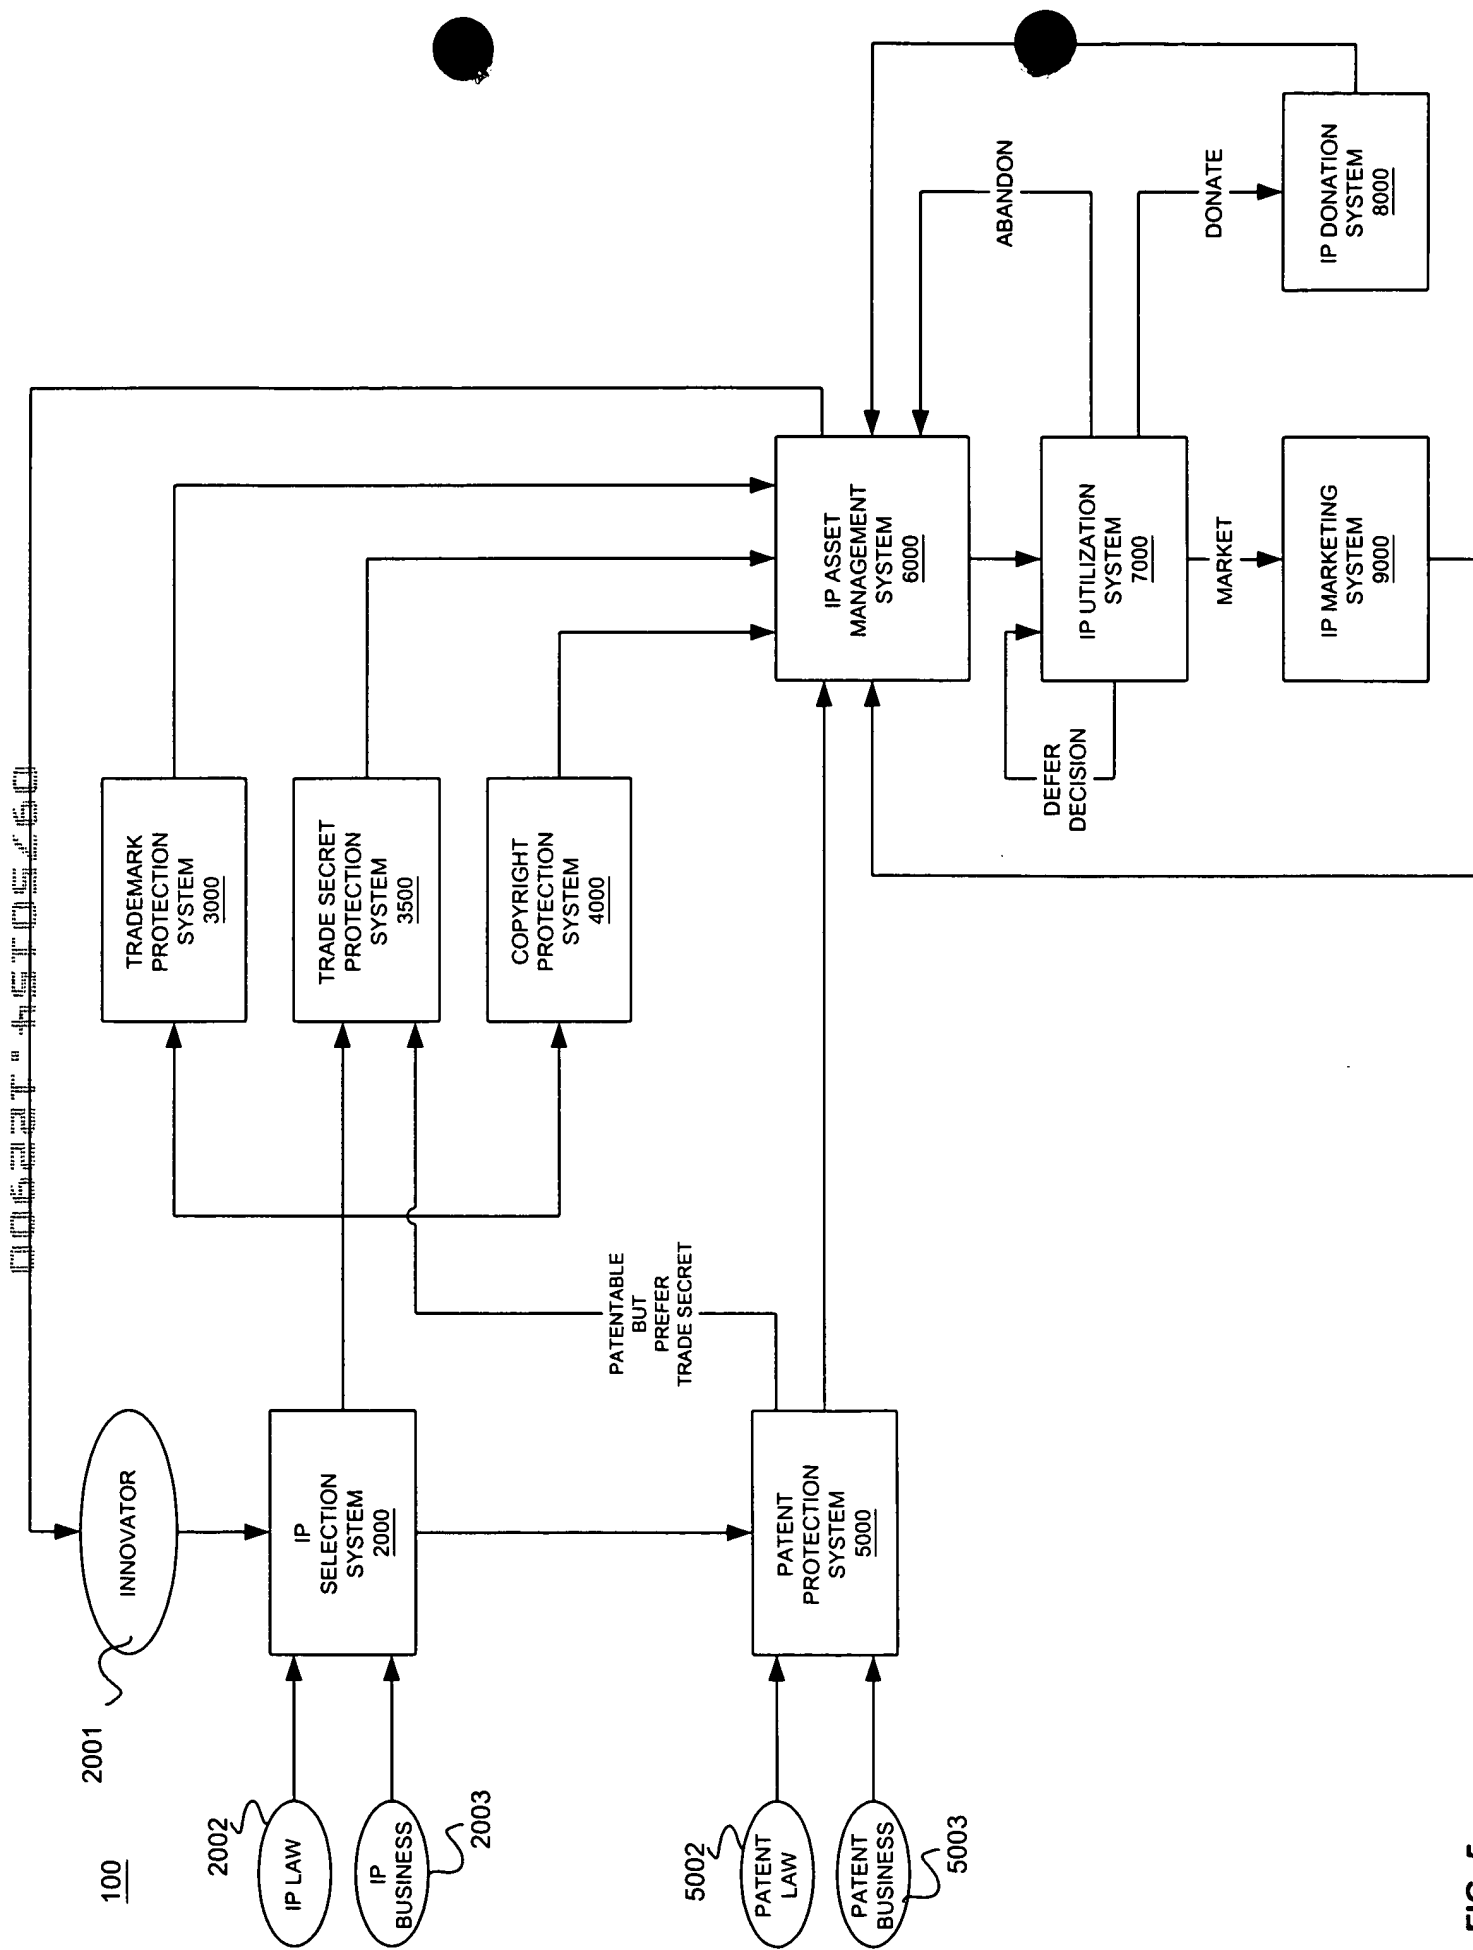 100
2001
INNOVATOR
2002
IP LAW
IP
BUSINESS
2003
IP
SELECTION
SYSTEM
2000
TRADEMARK
PROTECTION
SYSTEM
3000
TRADE SECRET
PROTECTION
SYSTEM
3500
COPYRIGHT
PROTECTION
SYSTEM
4000
PATENTABLE
BUT
PREFER
TRADE SECRET
5002
PATENT
LAW
PATENT
BUSINESS
5003
PATENT
PROTECTION
SYSTEM
5000
IP ASSET
MANAGEMENT
SYSTEM
6000
ABANDON
DEFER
DECISION
IP UTILIZATION
SYSTEM
7000
MARKET
DONATE
IP MARKETING
SYSTEM
9000
IP DONATION
SYSTEM
8000